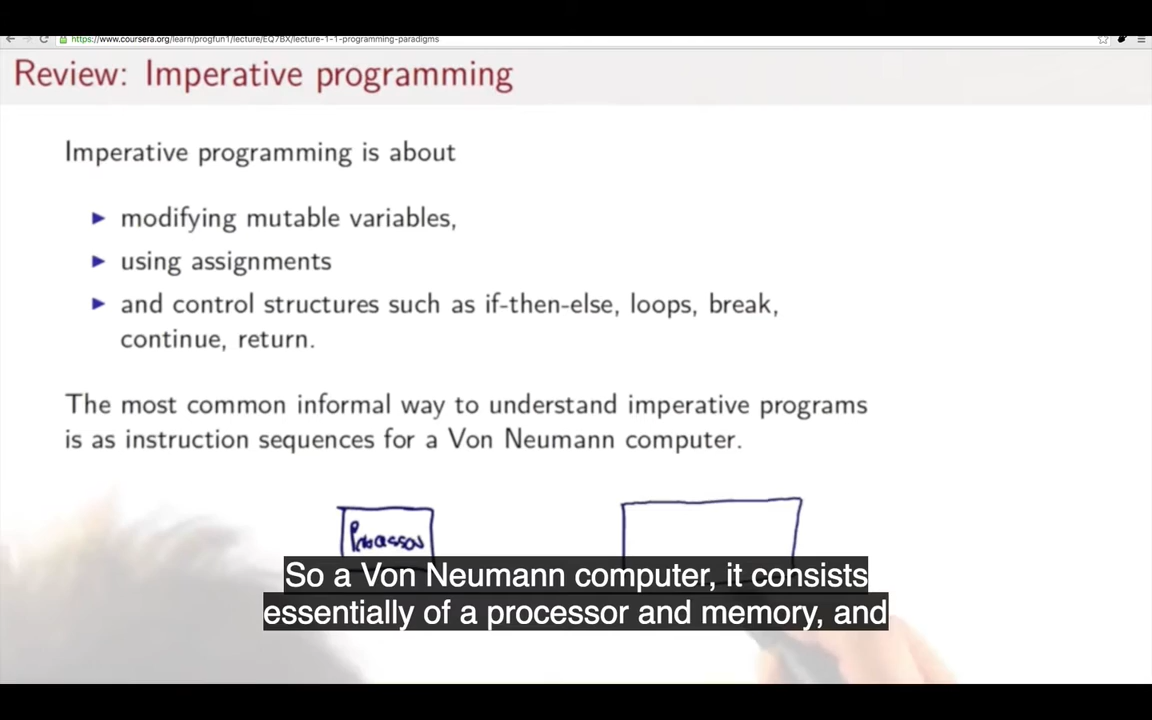 https://www.coursera.org/learn/progfun1/lecture/EQ7BX/lecture-1-1-programming-paradigms
Review: Imperative programming
Imperative programming is about
modifying mutable variables,
using assignments
and control structures such as if-then-else, loops, break,
continue, return.
The most common informal way to understand imperative programs
is as instruction sequences for a Von Neumann computer.
Processor
So a Von Neumann computer, it consists
essentially of a processor and memory, and